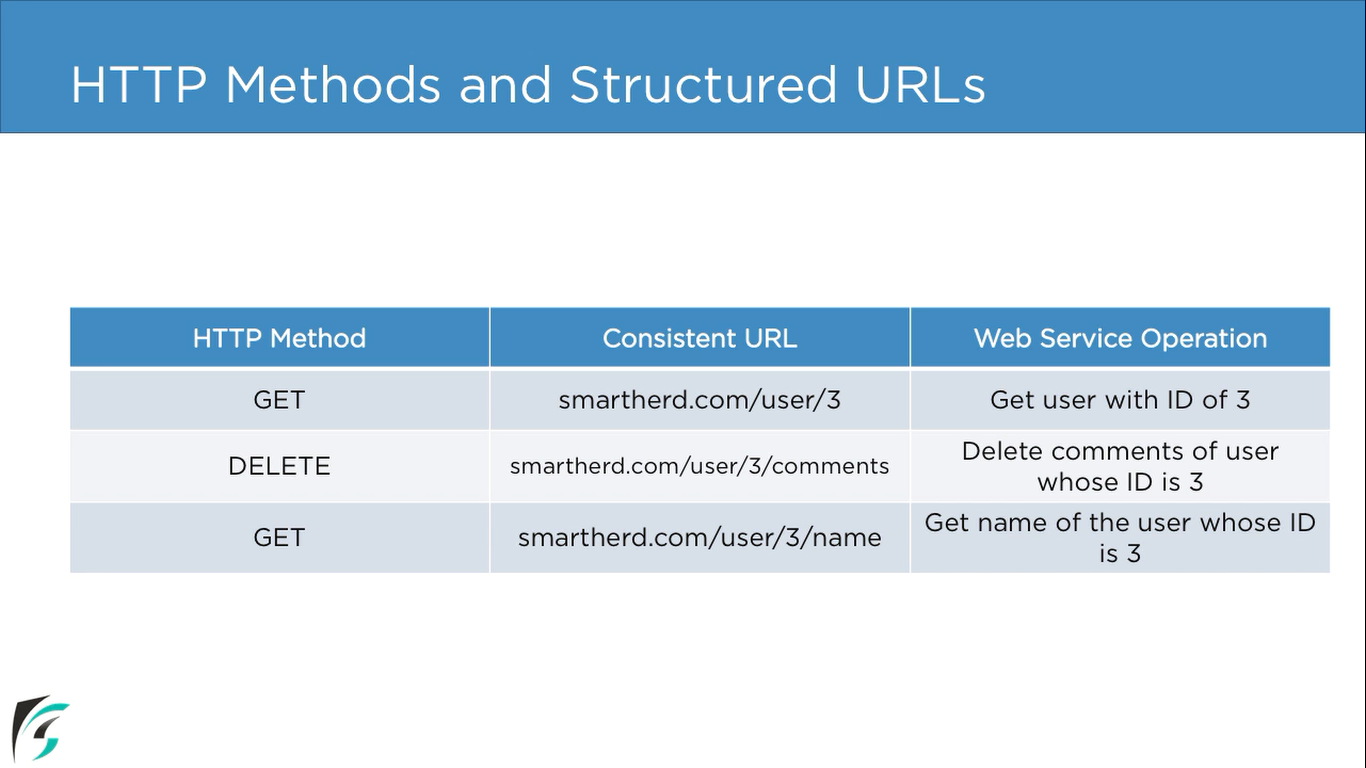 HTTP Methods and Structured URLs
HTTP Method
Consistent URL
Web Service Operation
GET
smartherd.com/user/3
Get user with ID of 3
DELETE
smartherd.com/user/3/comments
Delete comments of user
whose ID is 3
GET
smartherd.com/user/3/name
Get name of the user whose ID
is 3